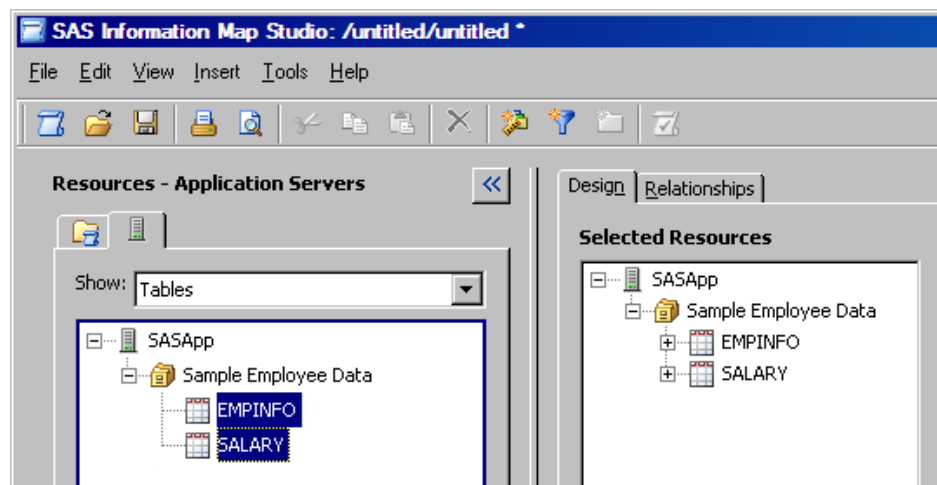 SAS Information Map Studio: /untitled/untitled *
File Edit View Insert Tools Help
Resources - Application Servers
Show: Tables
SASApp
Sample Employee Data
EMPINFO
SALARY
Design Relationships
Selected Resources
SASApp
Sample Employee Data
EMPINFO
SALARY